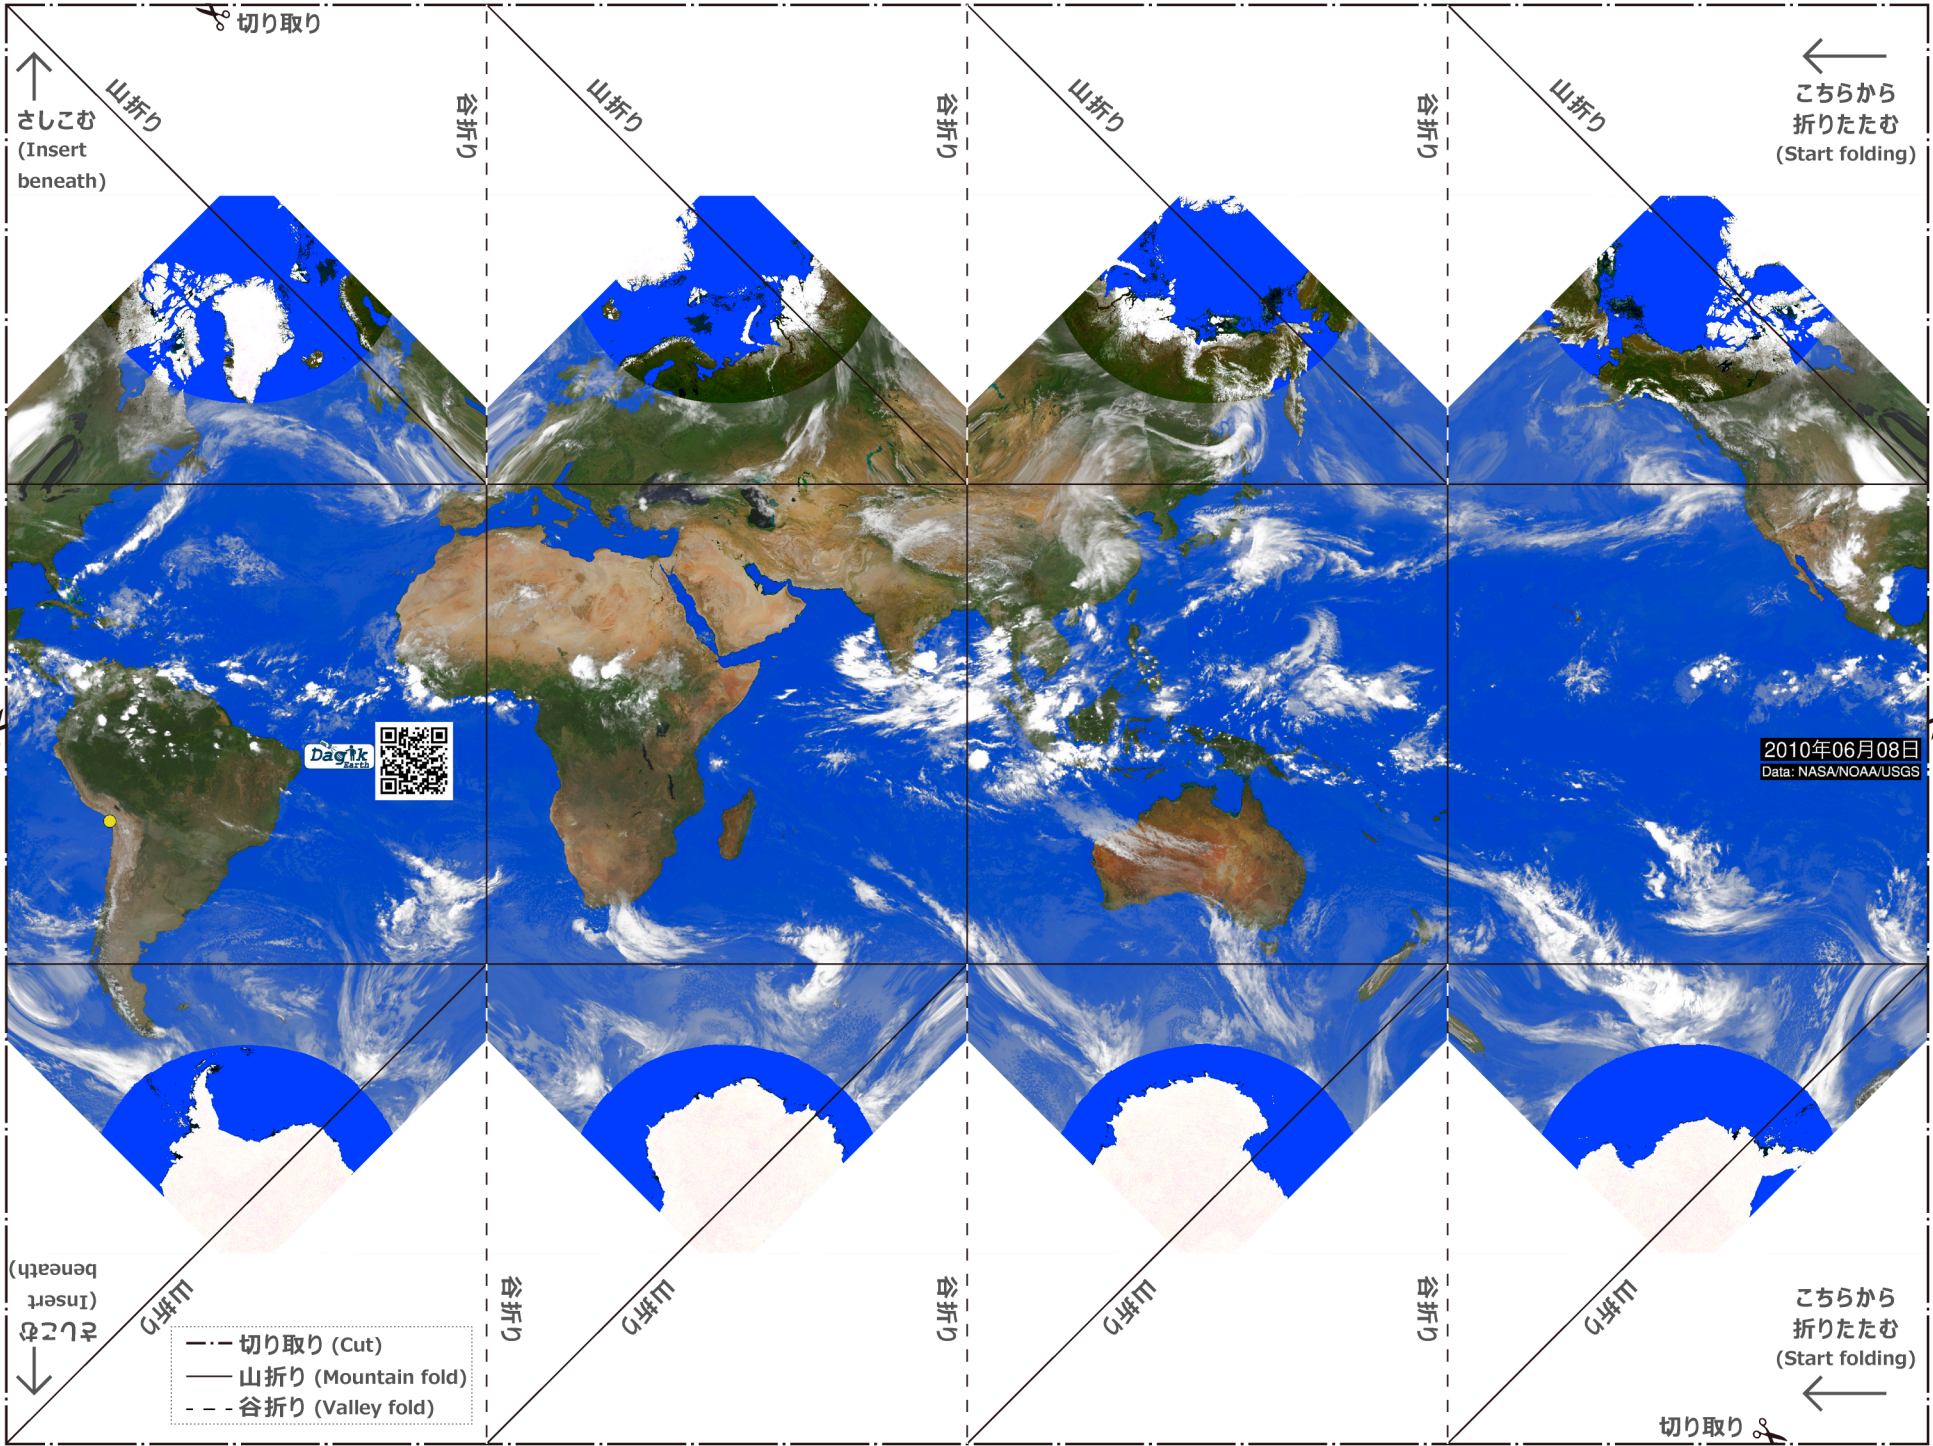 切り取り
山折り
谷折り
山折り
谷折り
山折り
谷折り
山折り
さしこむ
(Insert
beneath)
こちらから
折りたたむ
(Start folding)
Dagik
Earth
2010年06月08日
Data: NASA/NOAA/USGS
さしこむ
(Insert
beneath)
山折り
谷折り
山折り
谷折り
山折り
谷折り
山折り
こちらから
折りたたむ
(Start folding)
切り取り (Cut)
山折り (Mountain fold)
谷折り (Valley fold)
切り取り